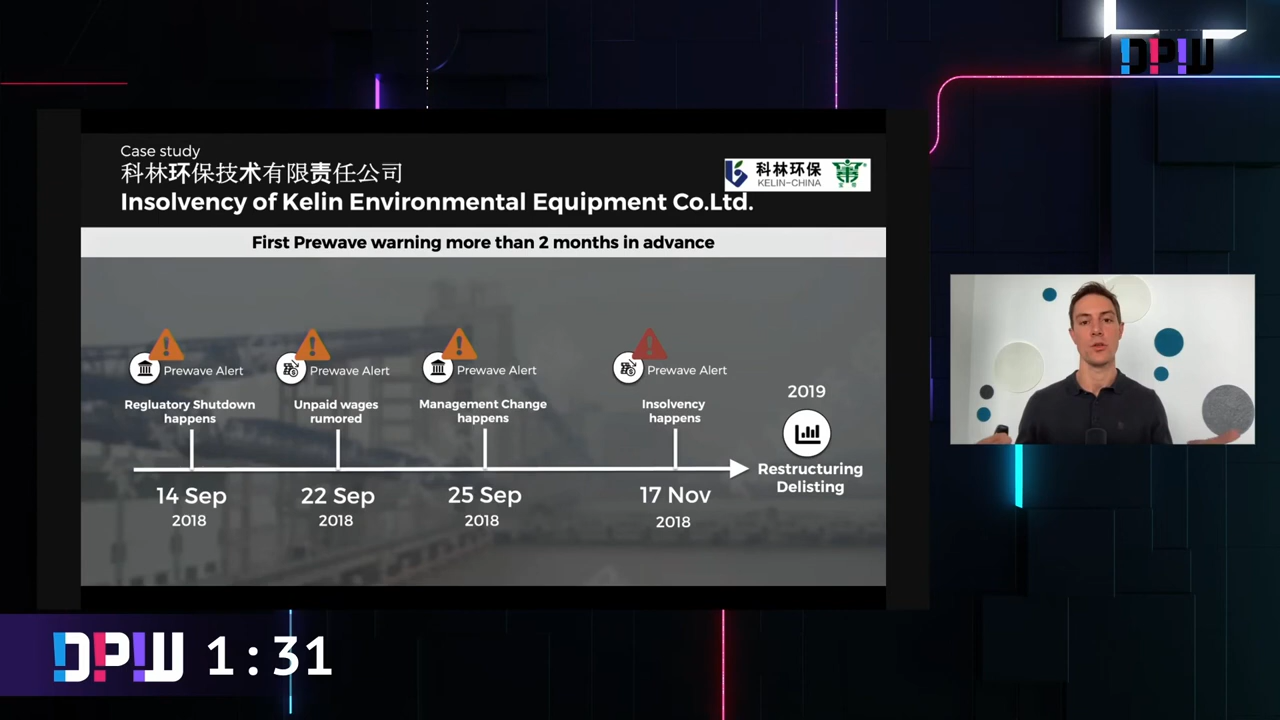 DPW
Case study
科林环保技术有限责任公司
科林环保
KELIN-CHINA
Insolvency of Kelin Environmental Equipment Co.Ltd.
First Prewave warning more than 2 months in advance
Prewave Alert
Prewave Alert
Prewave Alert
Prewave Alert
Regluatory Shutdown
happens
Unpaid wages
rumored
Management Change
happens
Insolvency
happens
2019
Restructuring
Delisting
14 Sep
2018
22 Sep
2018
25 Sep
2018
17 Nov
2018
DPW 1:31